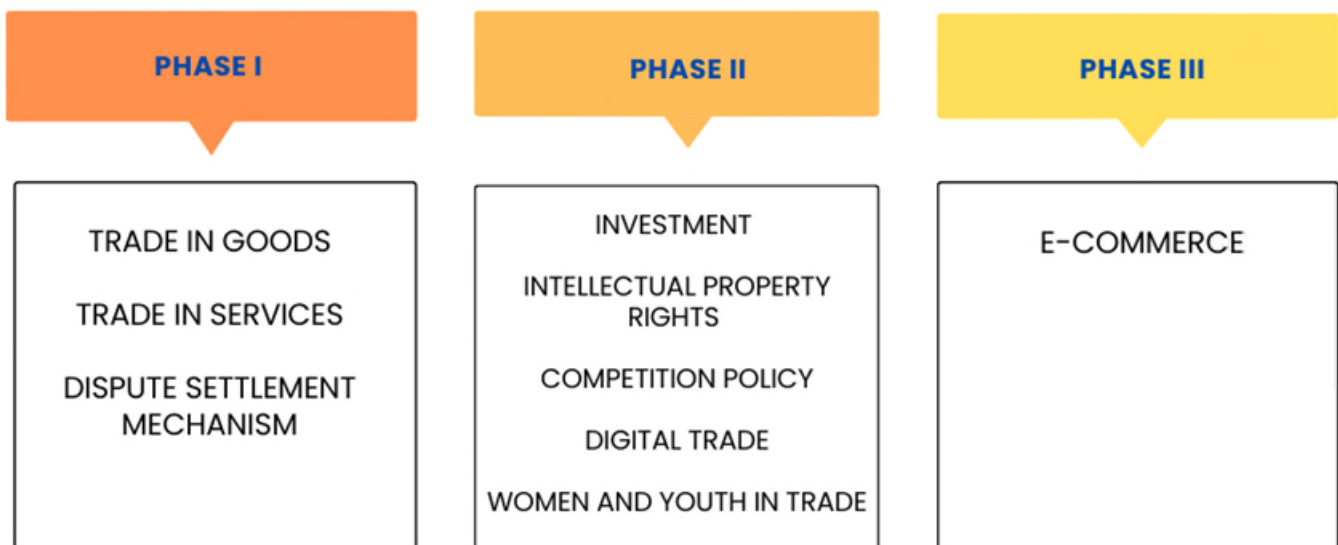 PHASE I
TRADE IN GOODS
TRADE IN SERVICES
DISPUTE SETTLEMENT
MECHANISM
PHASE II
INVESTMENT
INTELLECTUAL PROPERTY
RIGHTS
COMPETITION POLICY
DIGITAL TRADE
WOMEN AND YOUTH IN TRADE
PHASE III
E-COMMERCE